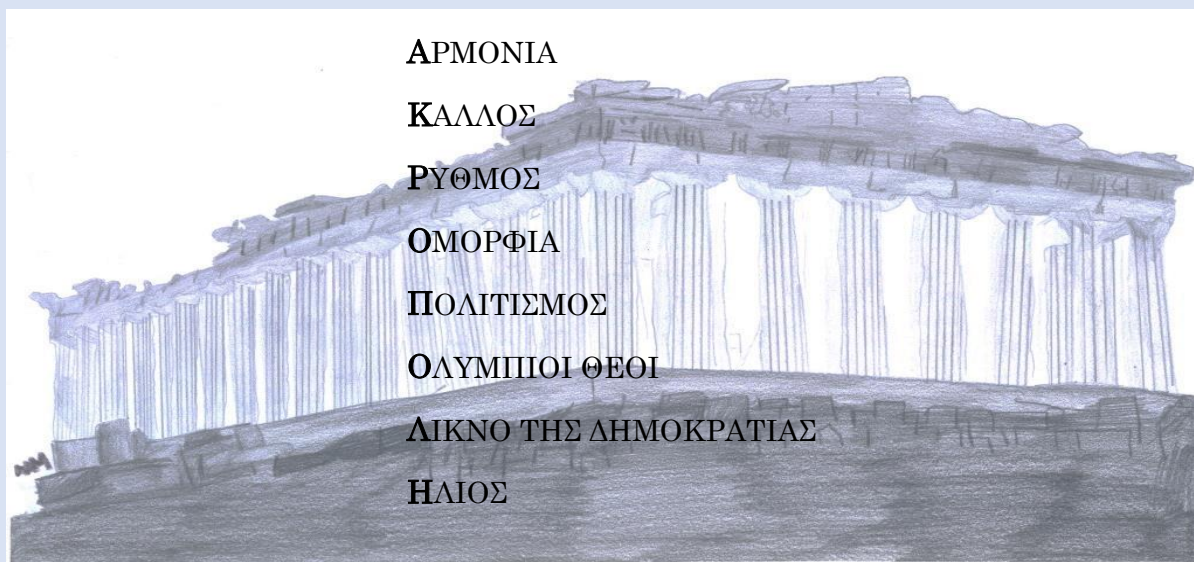 ΑΡΜΟΝΙΑ
ΚΑΛΛΟΣ
ΡΥΘΜΟΣ
ΟΜΟΡΦΙΑ
ΠΟΛΙΤΙΣΜΟΣ
ΟΛΥΜΠΙΟΙ ΘΕΟΙ
ΛΙΚΝΟ ΤΗΣ ΔΗΜΟΚΡΑΤΙΑΣ
ΗΛΙΟΣ